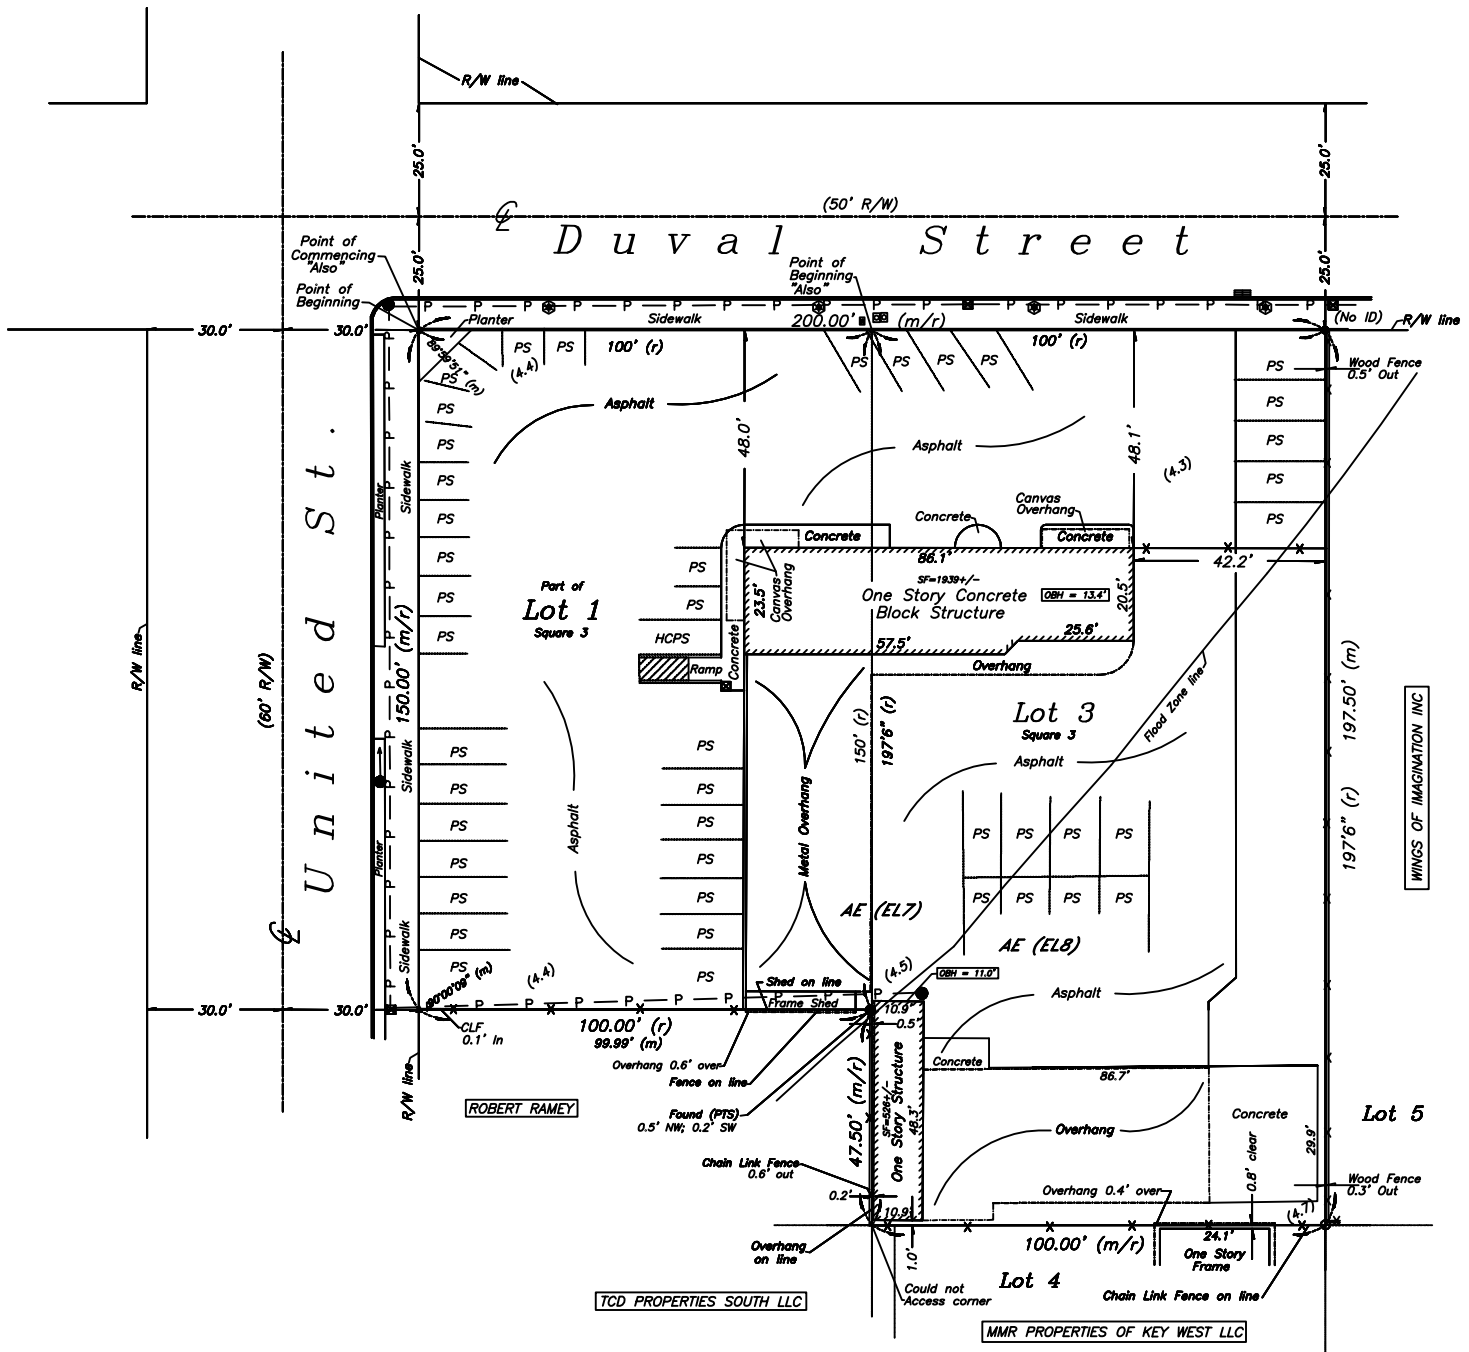 R/W line
25.0'
25.0'
(50' R/W)
Duval Street
Point of
Commencing
"Also"
Point of
Beginning
25.0'
Point of
Beginning
"Also"
25.0'
P P P P P P P P P P P P P P P P P P
30.0'
30.0'
Planter
Sidewalk
200.00' (m/r)
Sidewalk
(No ID)
R/W line
89°59'51" (m)
PS
PS
PS
(4.4)
100' (r)
PS
PS
PS
PS
100' (r)
PS
Wood Fence
0.5' Out
PS
Asphalt
PS
PS
48.0'
Asphalt
48.1'
PS
(4.3)
Planter
Sidewalk
PS
PS
PS
Canvas
Overhang
PS
PS
Concrete
Concrete
Concrete
PS
PS
86.1'
42.2'
United St.
PS
Part of
Lot 1
Square 3
PS
Canvas
Overhang
23.5'
SF=1939+/-
One Story Concrete
Block Structure
OBH = 13.4'
20.5'
R/W line
(60' R/W)
150.00' (m/r)
PS
HCPS
Ramp
Concrete
57.5'
25.6'
Overhang
197.50' (m)
Flood Zone line
150' (r)
197'6" (r)
Lot 3
Square 3
WINGS OF IMAGINATION INC
Sidewalk
PS
PS
Asphalt
PS
PS
197'6" (r)
Asphalt
PS
PS
Metal Overhang
PS
PS
PS
PS
Planter
PS
PS
PS
PS
PS
PS
PS
PS
AE (EL7)
PS
PS
AE (EL8)
Sidewalk
PS
(4.4)
PS
Shed on line
(4.5)
OBH = 11.0'
Asphalt
90°00'09" (m)
P P P P P P P
Frame Shed
10.9'
30.0'
30.0'
CLF
0.1' In
100.00' (r)
99.99' (m)
0.5'
Overhang 0.6' over
Fence on line
Concrete
86.7'
R/W line
ROBERT RAMEY
Found (PTS)
0.5' NW; 0.2' SW
47.50' (m/r)
SF=526+/-
One Story Structure
48.3'
Overhang
Concrete
Lot 5
29.9'
0.8' clear
Chain Link Fence
0.6' out
0.2'
10.9'
Overhang 0.4' over
Wood Fence
0.3' Out
(4.7)
Overhang
on line
1.0'
100.00' (m/r)
24.1'
One Story
Frame
Could not
Access corner
Lot 4
Chain Link Fence on line
TCD PROPERTIES SOUTH LLC
MMR PROPERTIES OF KEY WEST LLC